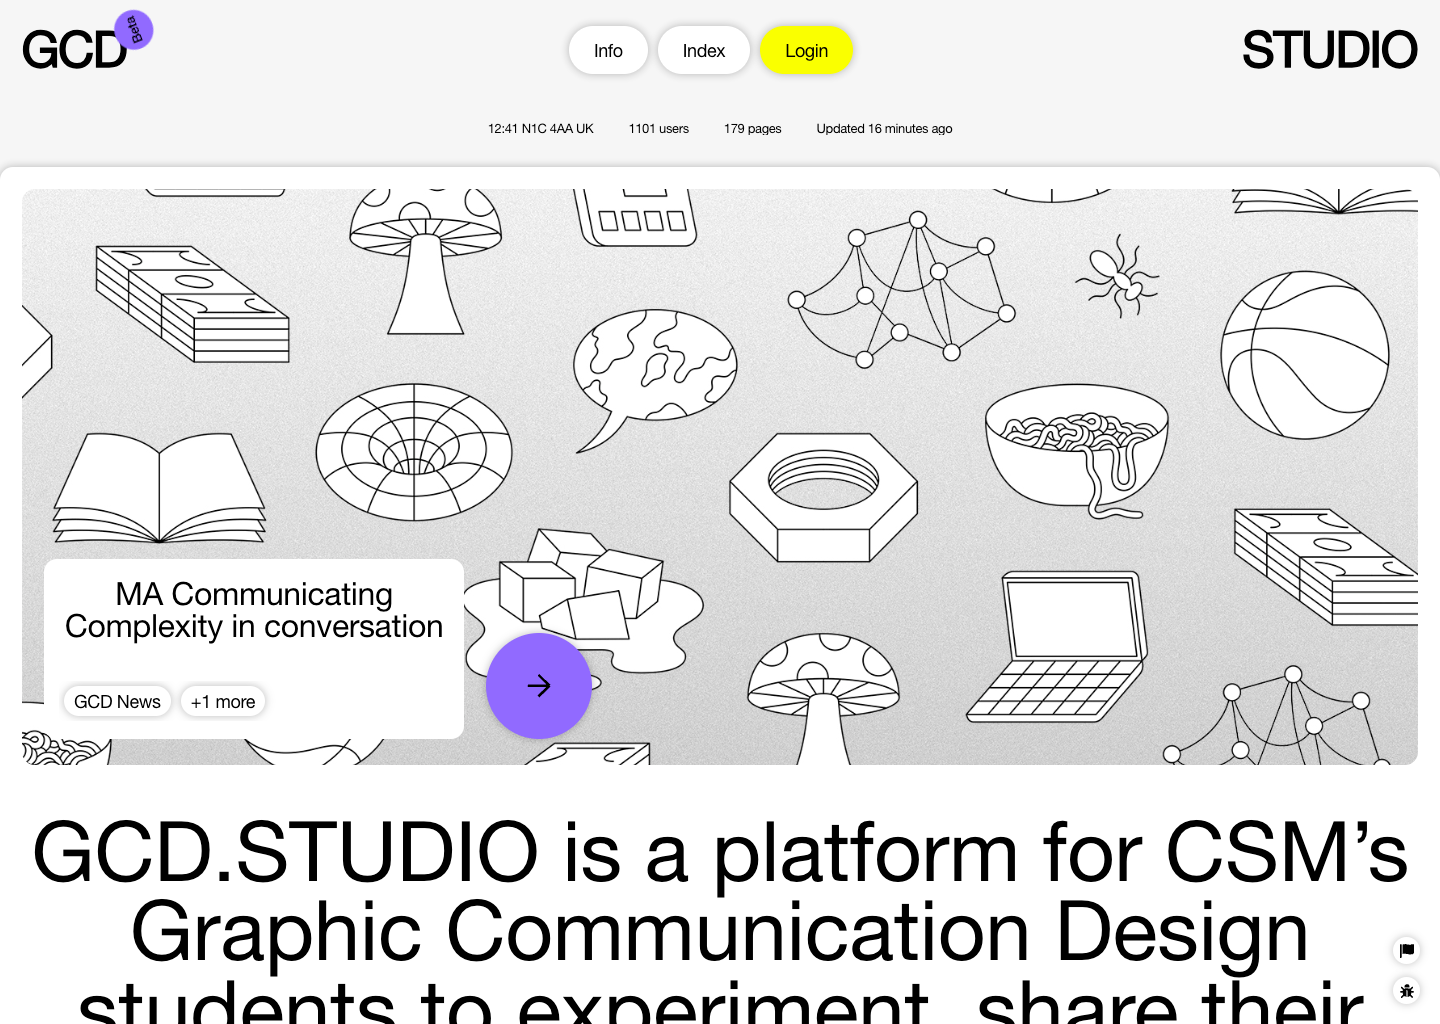 GCD
Beta
Info
Index
Login
STUDIO
12:41 N1C 4AA UK
1101 users
179 pages
Updated 16 minutes ago
MA Communicating
Complexity in conversation
GCD News
+1 more
GCD.STUDIO is a platform for CSM’s
Graphic Communication Design
students to experiment, share their